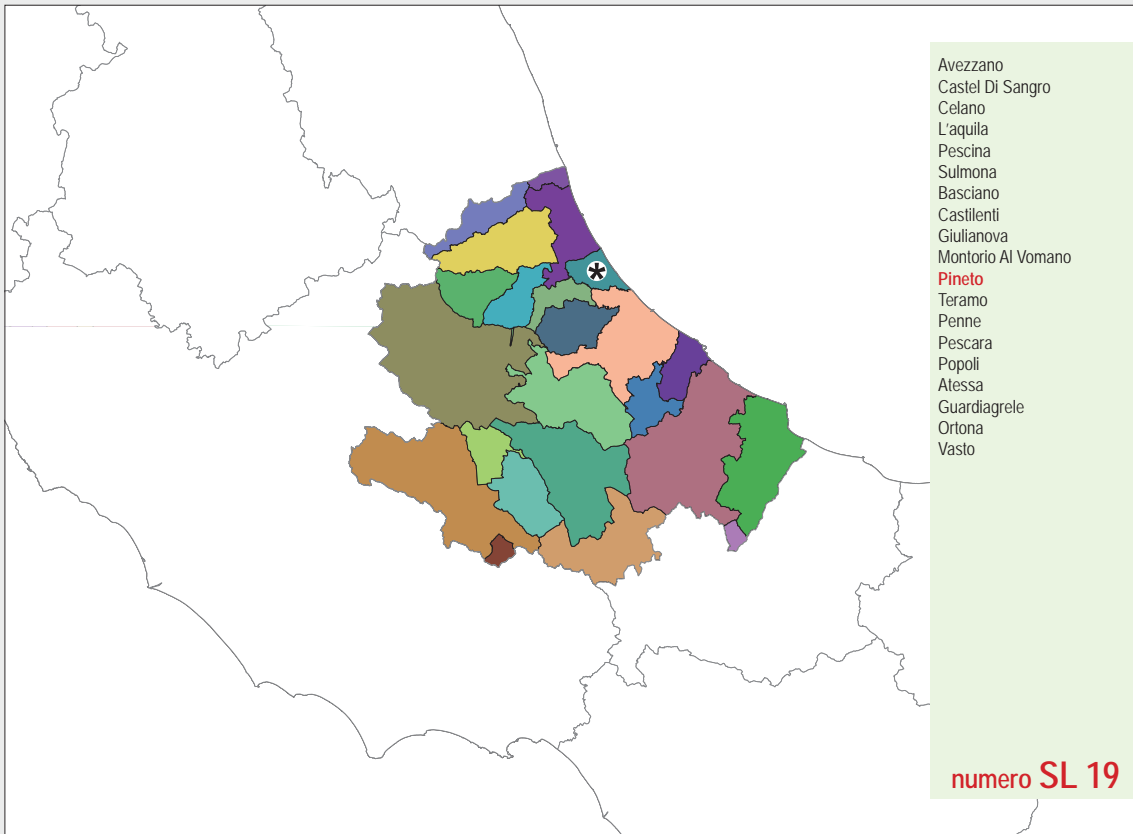 Avezzano
Castel Di Sangro
Celano
L'aquila
Pescina
Sulmona
Basciano
Castilenti
Giulianova
Montorio Al Vomano
Pineto
Teramo
Penne
Pescara
Popoli
Atessa
Guardiagrele
Ortona
Vasto
numero SL 19